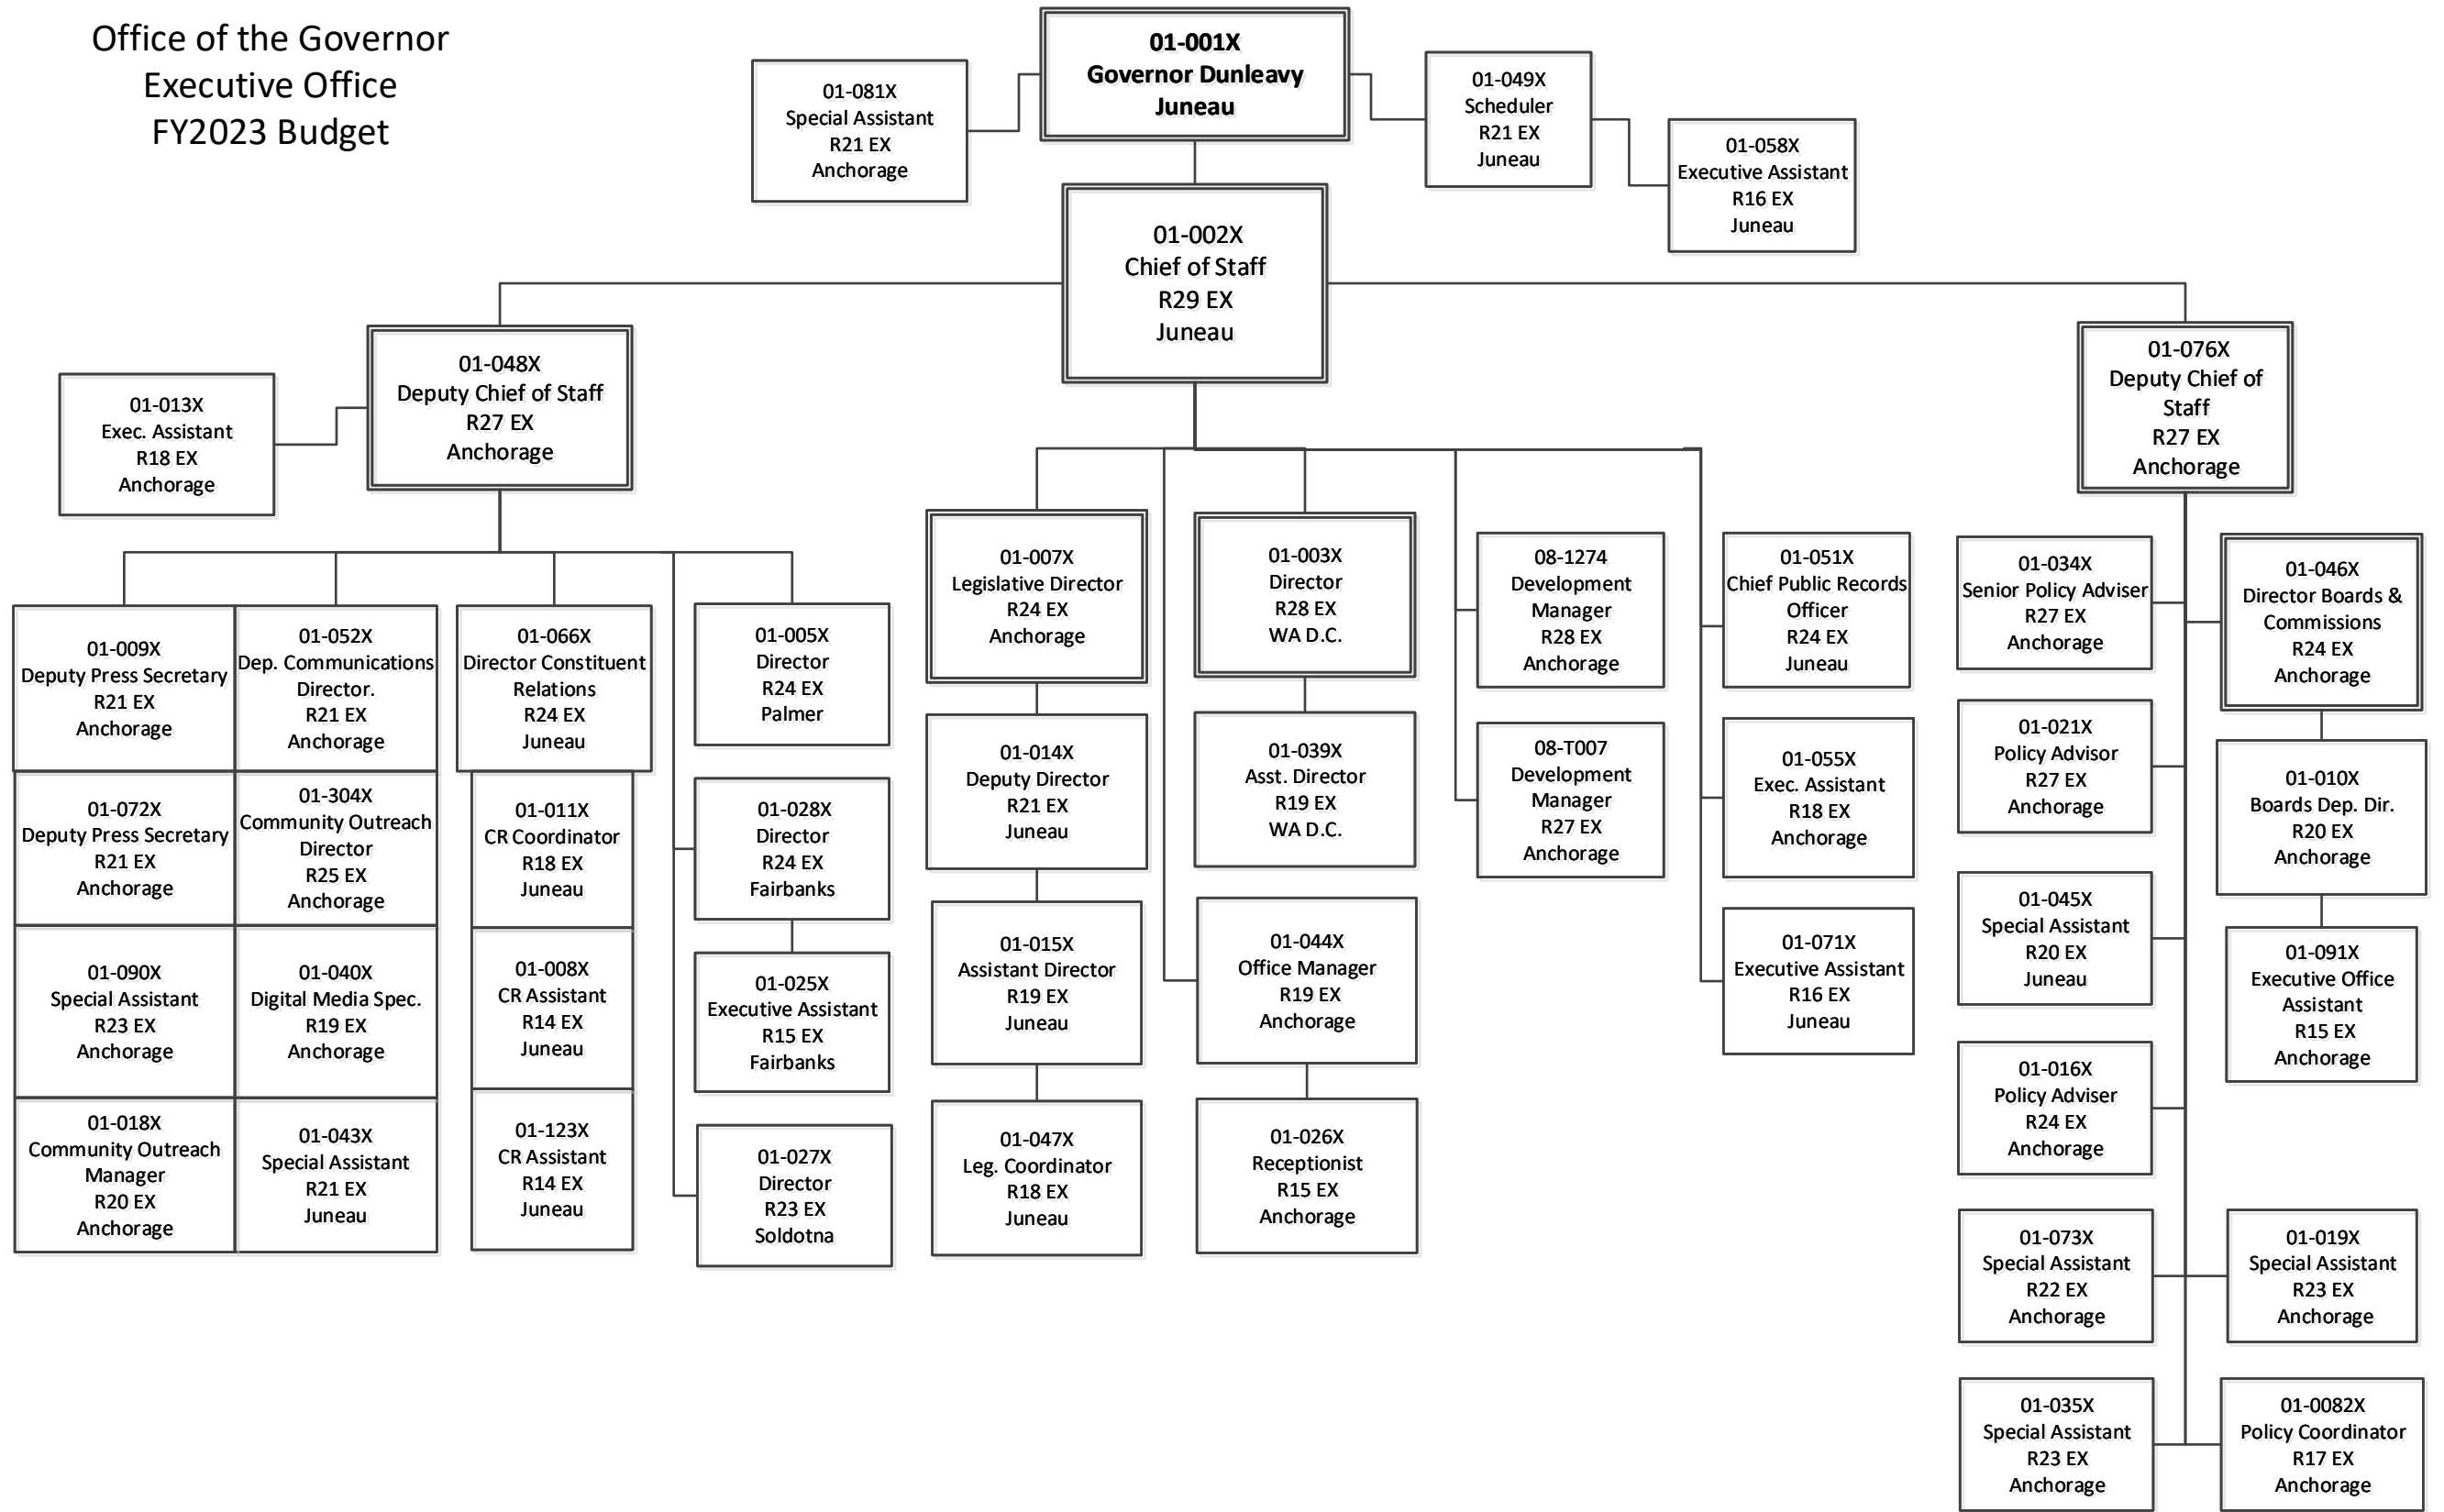 Office of the Governor
Executive Office
FY2023 Budget
01-001X
Governor Dunleavy
Juneau
01-081X
Special Assistant
R21 EX
Anchorage
01-049X
Scheduler
R21 EX
Juneau
01-058X
Executive Assistant
R16 EX
Juneau
01-002X
Chief of Staff
R29 EX
Juneau
01-048X
Deputy Chief of Staff
R27 EX
Anchorage
01-013X
Exec. Assistant
R18 EX
Anchorage
01-076X
Deputy Chief of
Staff
R27 EX
Anchorage
01-009X
Deputy Press Secretary
R21 EX
Anchorage
01-072X
Deputy Press Secretary
R21 EX
Anchorage
01-090X
Special Assistant
R23 EX
Anchorage
01-018X
Community Outreach
Manager
R20 EX
Anchorage
01-052X
Dep. Communications
Director.
R21 EX
Anchorage
01-304X
Community Outreach
Director
R25 EX
Anchorage
01-040X
Digital Media Spec.
R19 EX
Anchorage
01-043X
Special Assistant
R21 EX
Juneau
01-066X
Director Constituent
Relations
R24 EX
Juneau
01-011X
CR Coordinator
R18 EX
Juneau
01-008X
CR Assistant
R14 EX
Juneau
01-123X
CR Assistant
R14 EX
Juneau
01-005X
Director
R24 EX
Palmer
01-028X
Director
R24 EX
Fairbanks
01-025X
Executive Assistant
R15 EX
Fairbanks
01-027X
Director
R23 EX
Soldotna
01-007X
Legislative Director
R24 EX
Anchorage
01-014X
Deputy Director
R21 EX
Juneau
01-015X
Assistant Director
R19 EX
Juneau
01-047X
Leg. Coordinator
R18 EX
Juneau
01-003X
Director
R28 EX
WA D.C.
01-039X
Asst. Director
R19 EX
WA D.C.
01-044X
Office Manager
R19 EX
Anchorage
01-026X
Receptionist
R15 EX
Anchorage
08-1274
Development
Manager
R28 EX
Anchorage
08-T007
Development
Manager
R27 EX
Anchorage
01-051X
Chief Public Records
Officer
R24 EX
Juneau
01-055X
Exec. Assistant
R18 EX
Anchorage
01-071X
Executive Assistant
R16 EX
Juneau
01-034X
Senior Policy Adviser
R27 EX
Anchorage
01-021X
Policy Advisor
R27 EX
Anchorage
01-045X
Special Assistant
R20 EX
Juneau
01-016X
Policy Adviser
R24 EX
Anchorage
01-073X
Special Assistant
R22 EX
Anchorage
01-035X
Special Assistant
R23 EX
Anchorage
01-046X
Director Boards &
Commissions
R24 EX
Anchorage
01-010X
Boards Dep. Dir.
R20 EX
Anchorage
01-091X
Executive Office
Assistant
R15 EX
Anchorage
01-019X
Special Assistant
R23 EX
Anchorage
01-0082X
Policy Coordinator
R17 EX
Anchorage